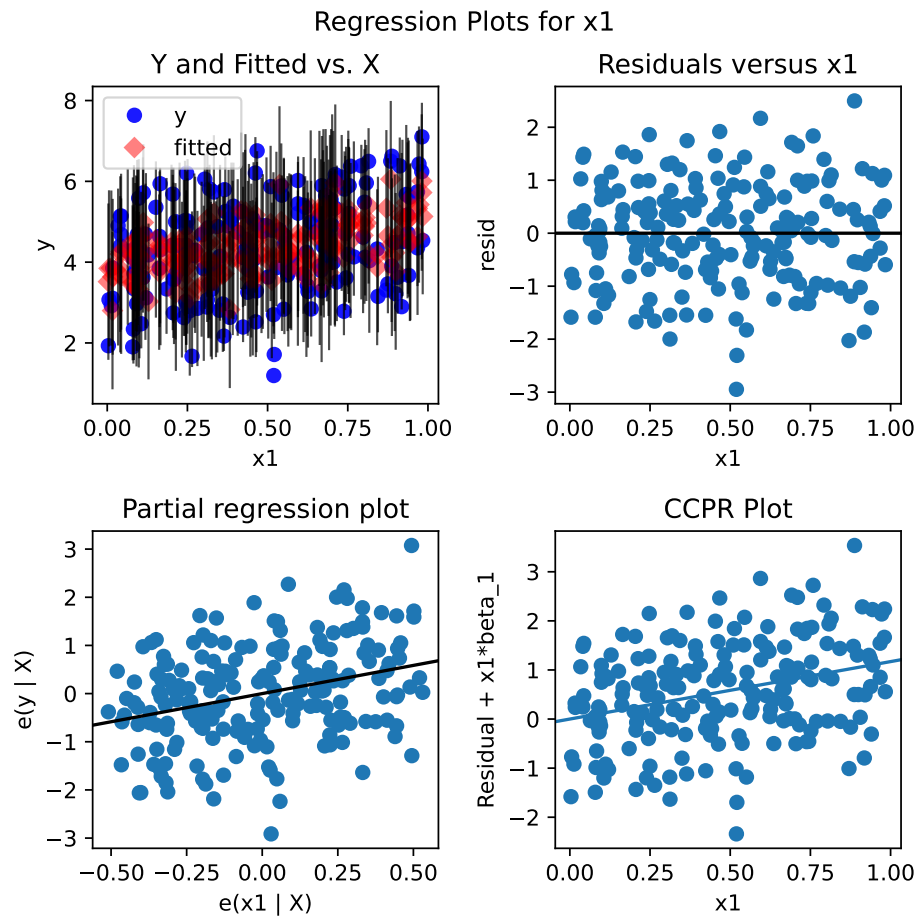 Regression Plots for x1
Y and Fitted vs. X
y
fitted
8
6
4
2
y
0.00 0.25 0.50 0.75 1.00
x1
Residuals versus x1
2
1
0
−1
−2
−3
resid
0.00 0.25 0.50 0.75 1.00
x1
Partial regression plot
3
2
1
0
−1
−2
−3
e(y | X)
−0.50 −0.25 0.00 0.25 0.50
e(x1 | X)
CCPR Plot
3
2
1
0
−1
−2
Residual + x1*beta_1
0.00 0.25 0.50 0.75 1.00
x1